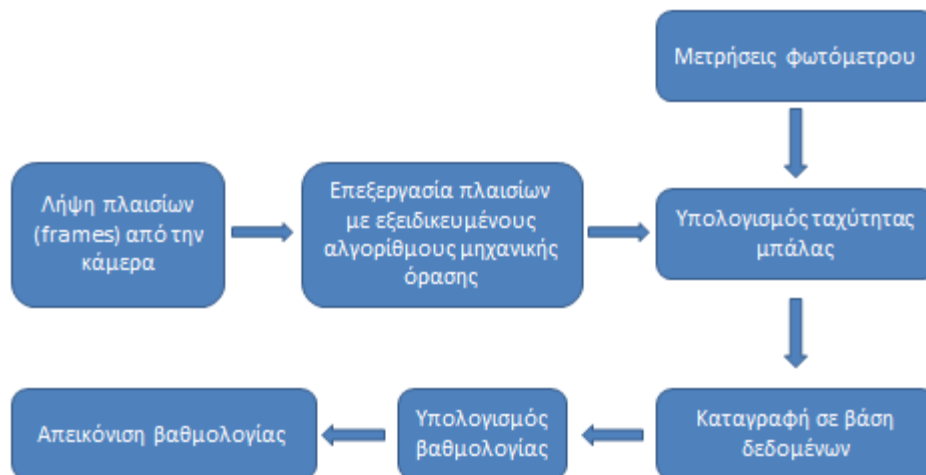 Μετρήσεις φωτόμετρου
Λήψη πλαισίων
(frames) από την
κάμερα
Επεξεργασία πλαισίων
με εξειδικευμένους
αλγορίθμους μηχανικής
όρασης
Υπολογισμός ταχύτητας
μπάλας
Καταγραφή σε βάση
δεδομένων
Υπολογισμός
βαθμολογίας
Απεικόνιση βαθμολογίας